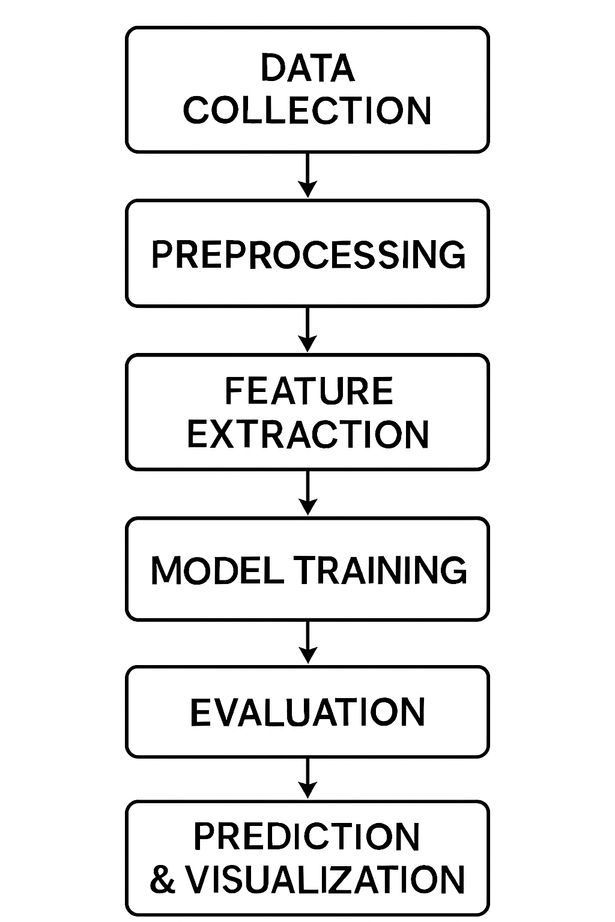 DATA
COLLECTION
PREPROCESSING
FEATURE
EXTRACTION
MODEL TRAINING
EVALUATION
PREDICTION
& VISUALIZATION